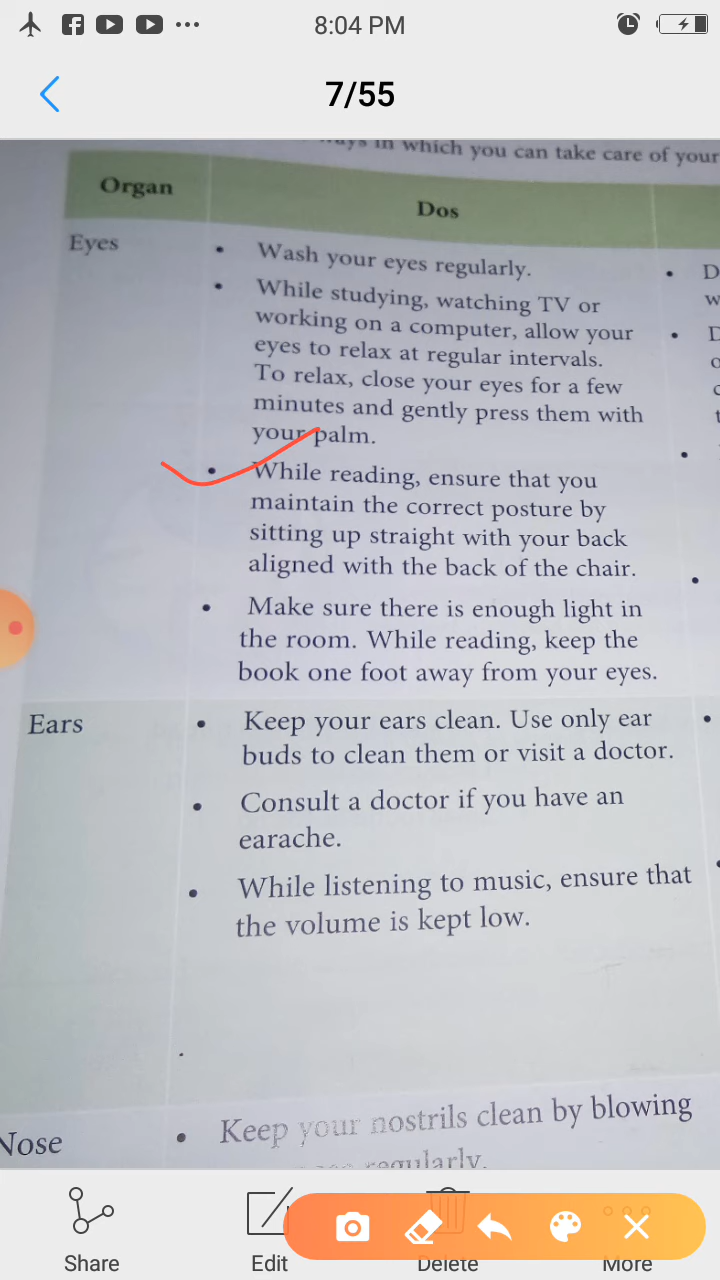 8:04 PM
7/55
in which you can take care of your
Organ
Dos
Eyes
• Wash your eyes regularly.
• While studying, watching TV or
working on a computer, allow your
eyes to relax at regular intervals.
To relax, close your eyes for a few
minutes and gently press them with
your palm.
• While reading, ensure that you
maintain the correct posture by
sitting up straight with your back
aligned with the back of the chair.
• Make sure there is enough light in
the room. While reading, keep the
book one foot away from your eyes.
Ears
• Keep your ears clean. Use only ear
buds to clean them or visit a doctor.
• Consult a doctor if you have an
earache.
• While listening to music, ensure that
the volume is kept low.
Nose
• Keep your nostrils clean by blowing
regularly.
Share
Edit
Delete
More